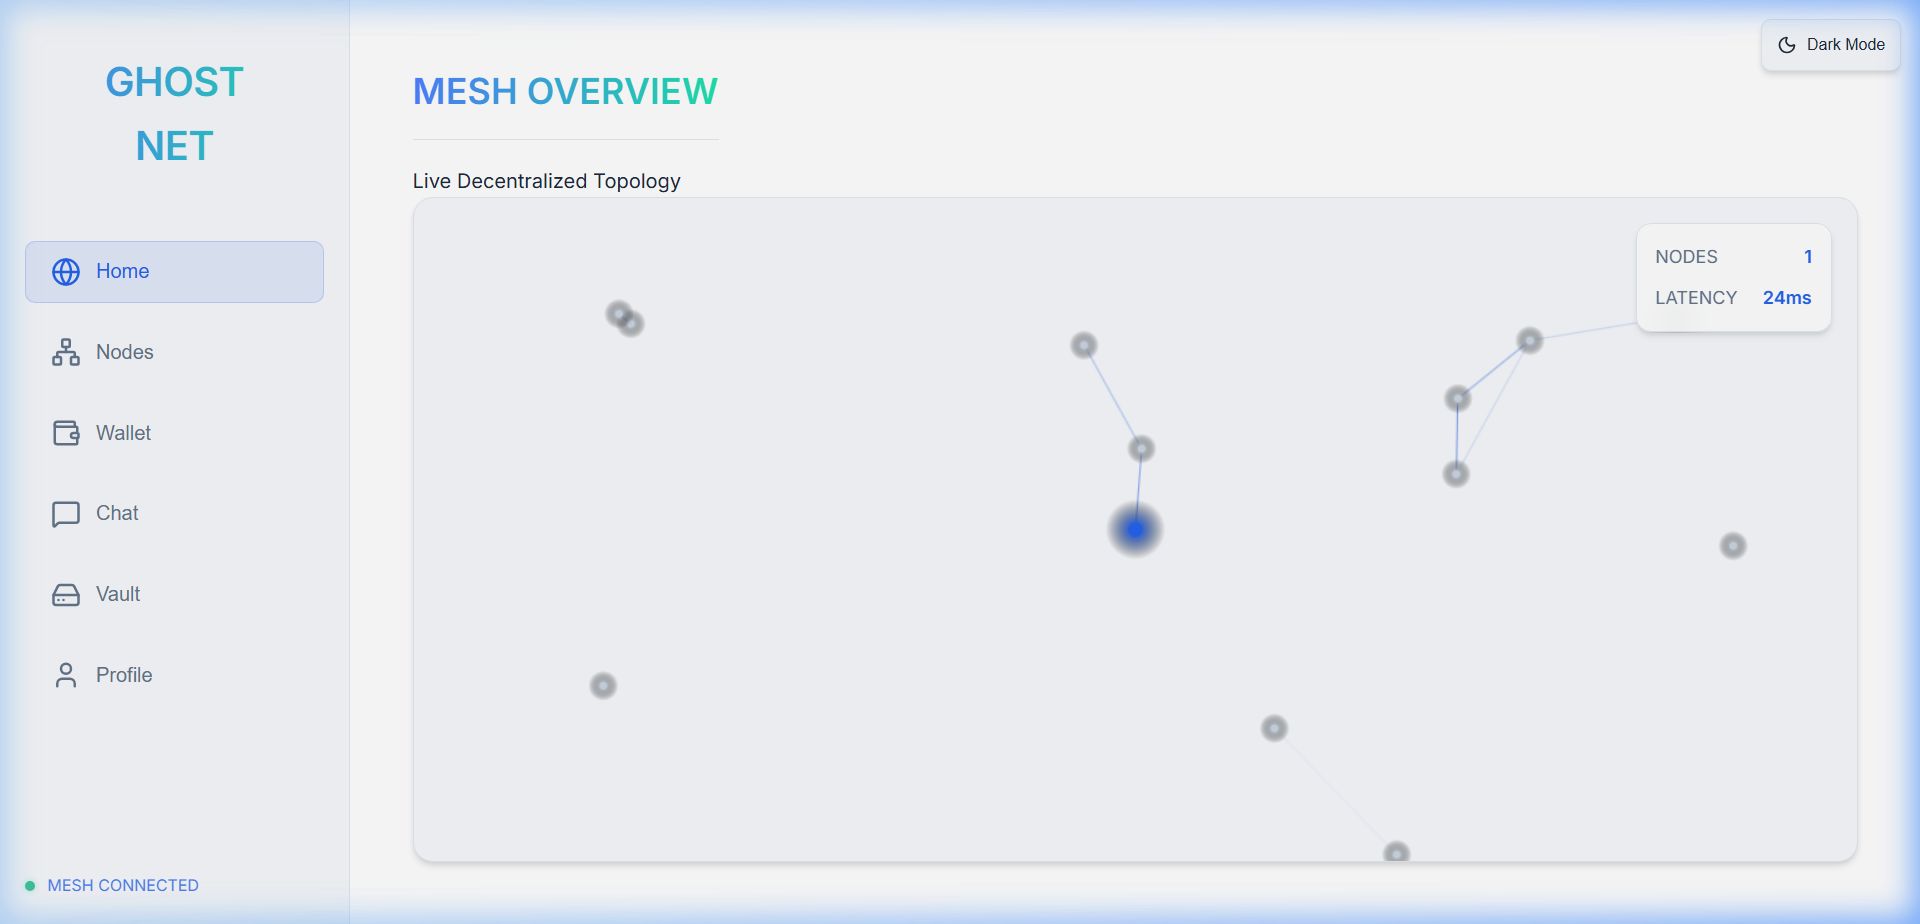 GHOST
NET
Home
Nodes
Wallet
Chat
Vault
Profile
MESH CONNECTED
Dark Mode
MESH OVERVIEW
Live Decentralized Topology
NODES 1
LATENCY 24ms